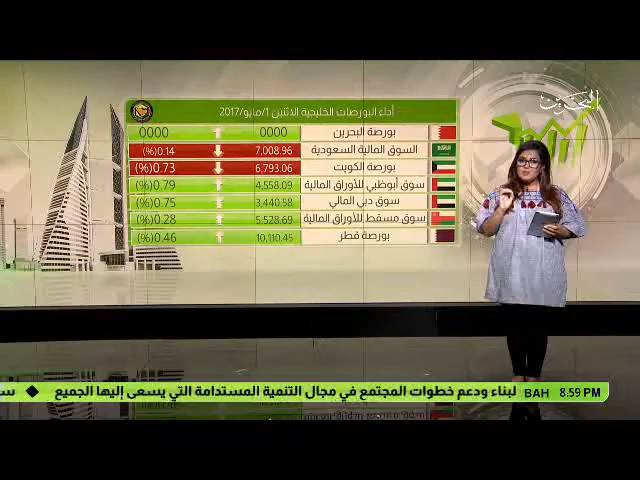 البحرين
أداء البورصات الخليجية الاثنين 1/مايو/2017
بورصة البحرين 0000 0000
السوق المالية السعودية 7,008.96 0.14(%)
بورصة الكويت 6,793.06 0.73(%)
سوق أبوظبي للأوراق المالية 4,558.09 0.79(%)
سوق دبي المالي 3,440.58 0.75(%)
سوق مسقط للأوراق المالية 5,528.69 0.28(%)
بورصة قطر 10,110.45 0.46(%)
لبناء ودعم خطوات المجتمع في مجال التنمية المستدامة التي يسعى إليها الجميع
BAH 8:59 PM